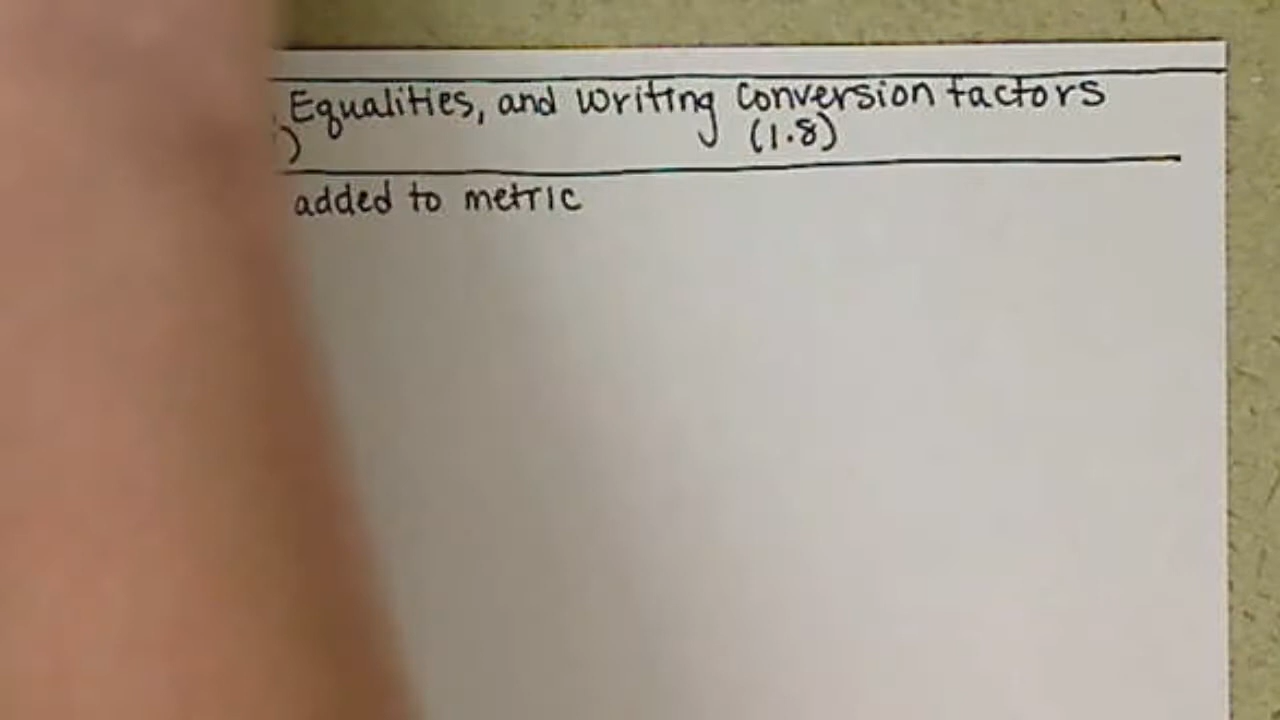 Equalities, and writing conversion factors
) (1.8)
added to metric